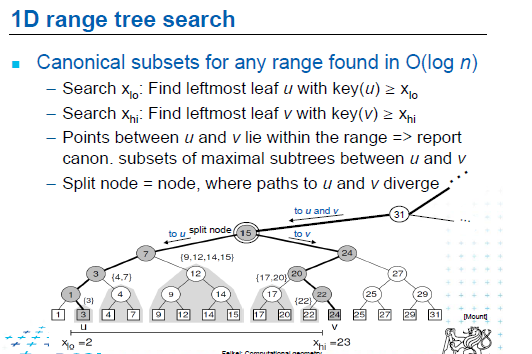 1D range tree search
Canonical subsets for any range found in O(log n)
– Search xlo: Find leftmost leaf u with key(u) ≥ xlo
– Search xhi: Find leftmost leaf v with key(v) ≥ xhi
– Points between u and v lie within the range => report
canon. subsets of maximal subtrees between u and v
– Split node = node, where paths to u and v diverge
to u and v
31
...
to u split node 15 to v
7 {9,12,14,15} 24
3 {4,7} 12 {17,20} 20 27
1 {3} 4 9 14 17 {22} 22 25 29
1 3 4 7 9 12 14 15 17 20 22 24 25 27 29 31 [Mount]
u v
xlo =2 xhi =23
Felkel: Computational geometry